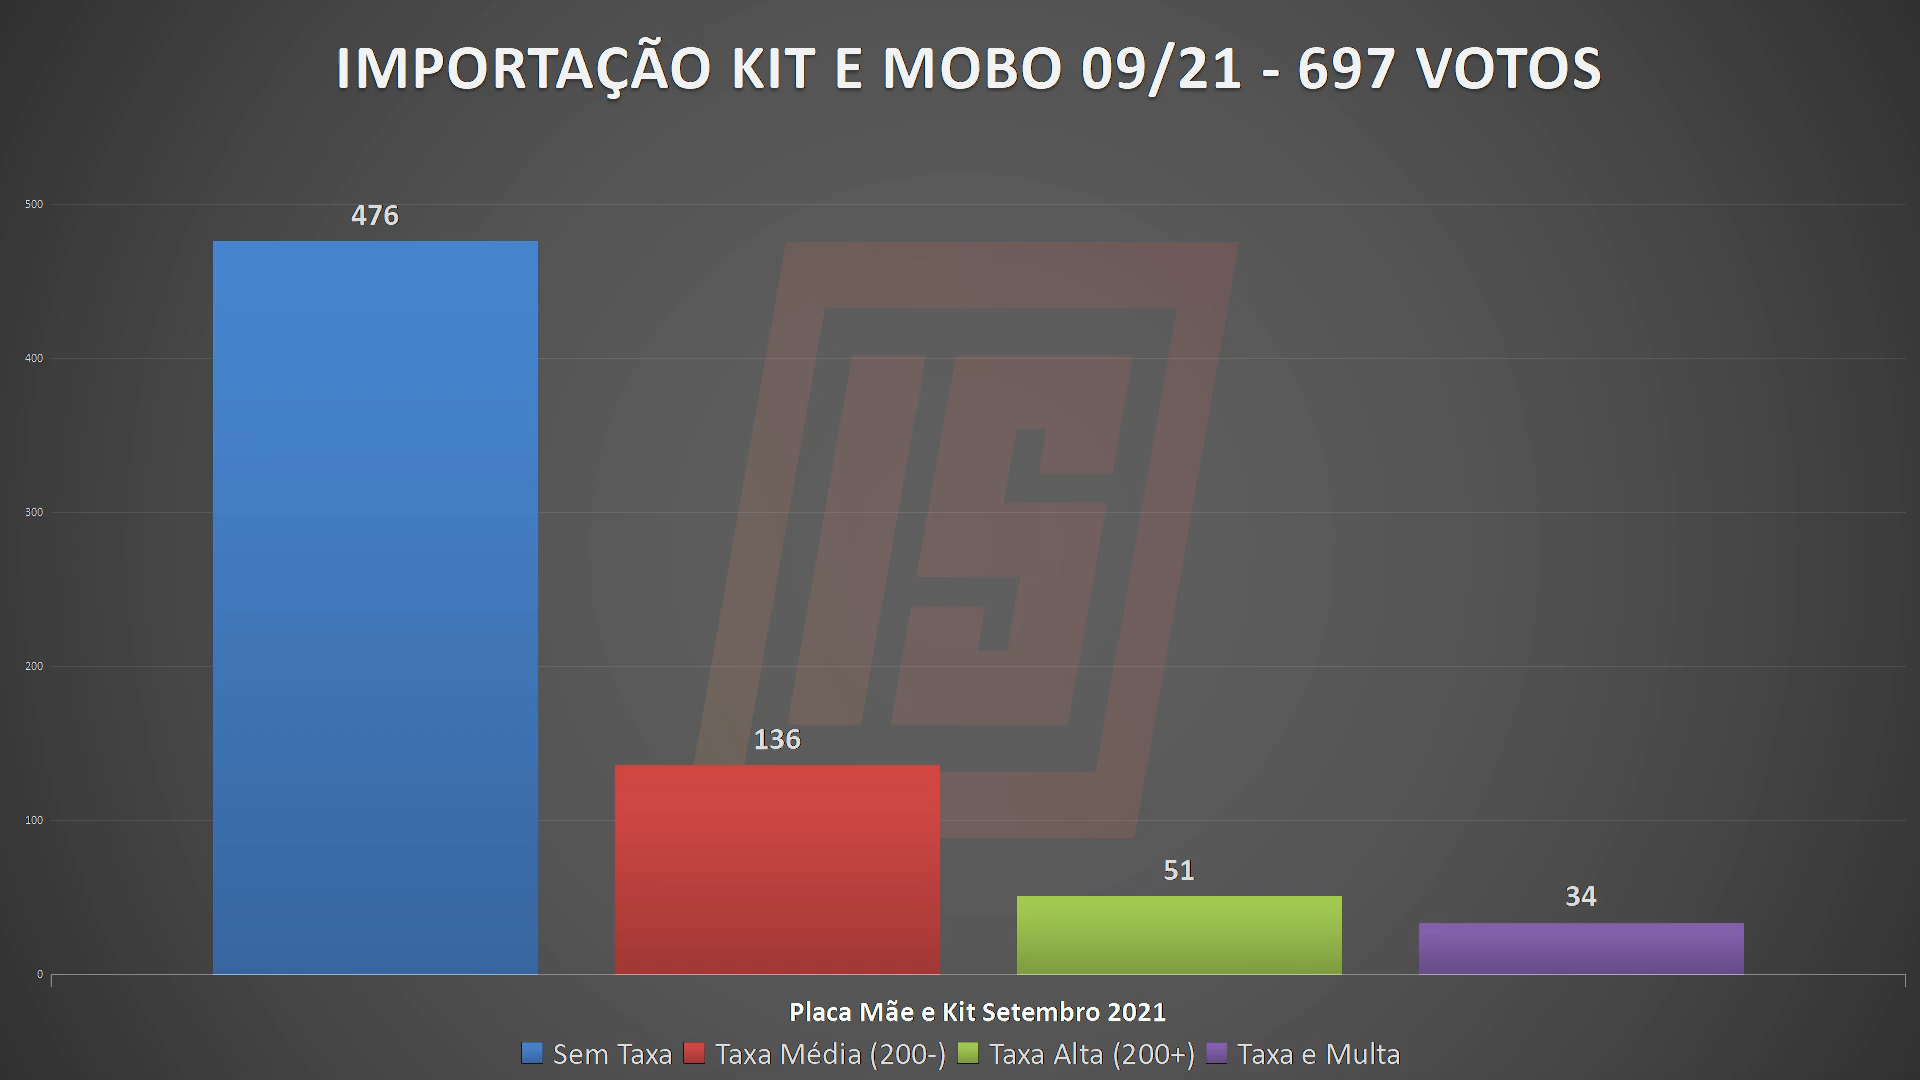 IMPORTAÇÃO KIT E MOBO 09/21 - 697 VOTOS
500
476
400
300
200
136
100
51
34
0
Placa Mãe e Kit Setembro 2021
Sem Taxa Taxa Média (200-) Taxa Alta (200+) Taxa e Multa
IS